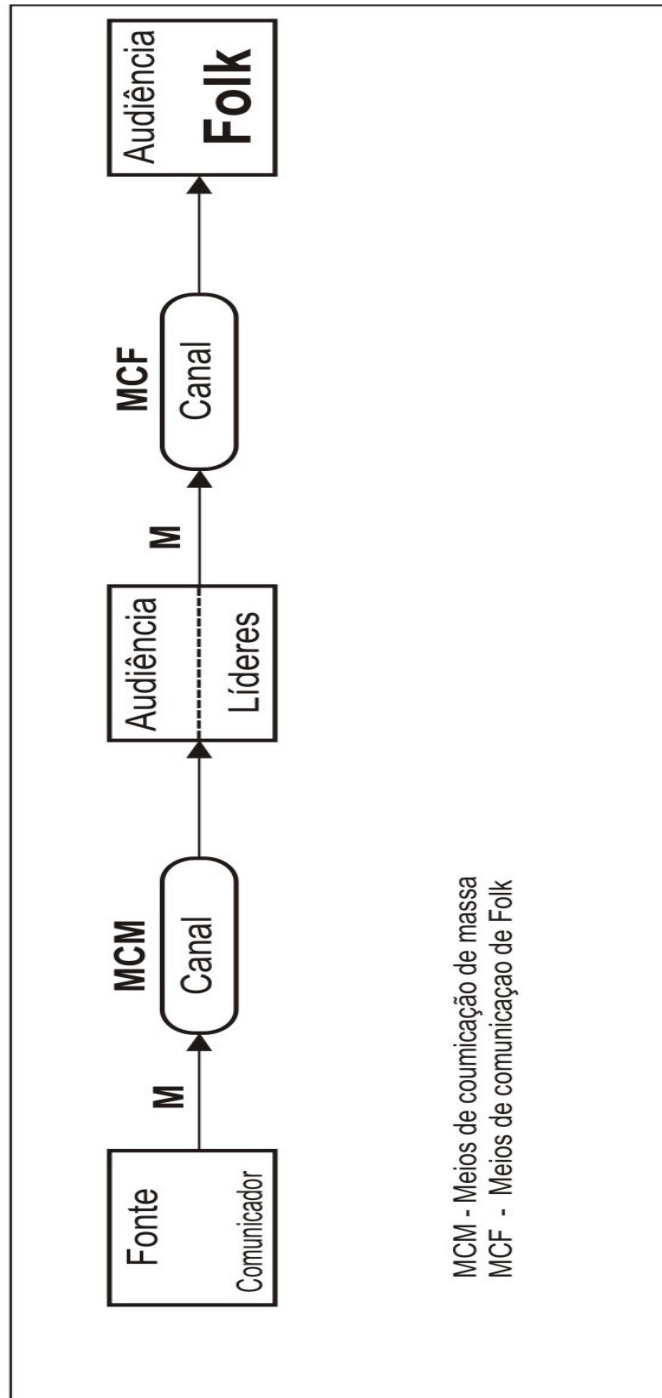 Fonte
Comunicador
M
MCM
Canal
Audiência
Líderes
M
MCF
Canal
Audiência
Folk
MCM - Meios de coumicação de massa
MCF - Meios de comunicaçao de Folk